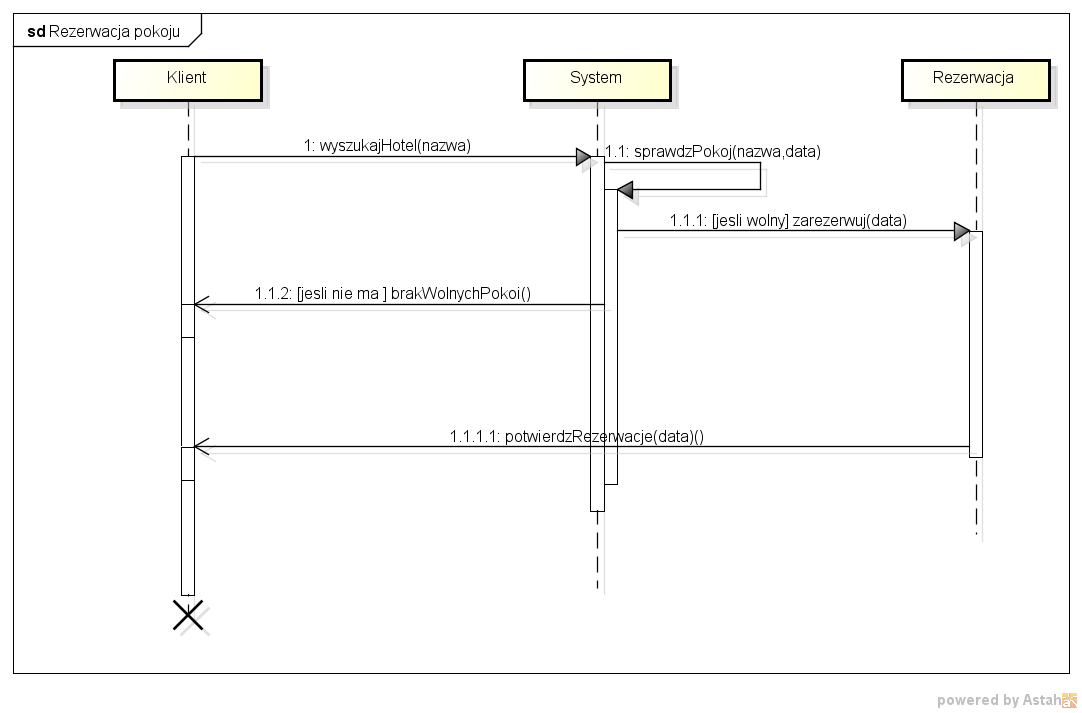 sd Rezerwacja pokoju
Klient
System
Rezerwacja
1: wyszukajHotel(nazwa)
1.1: sprawdzPokoj(nazwa,data)
1.1.1: [jesli wolny] zarezerwuj(data)
1.1.2: [jesli nie ma ] brakWolnychPokoi()
1.1.1.1: potwierdzRezerwacje(data)()
powered by Astah